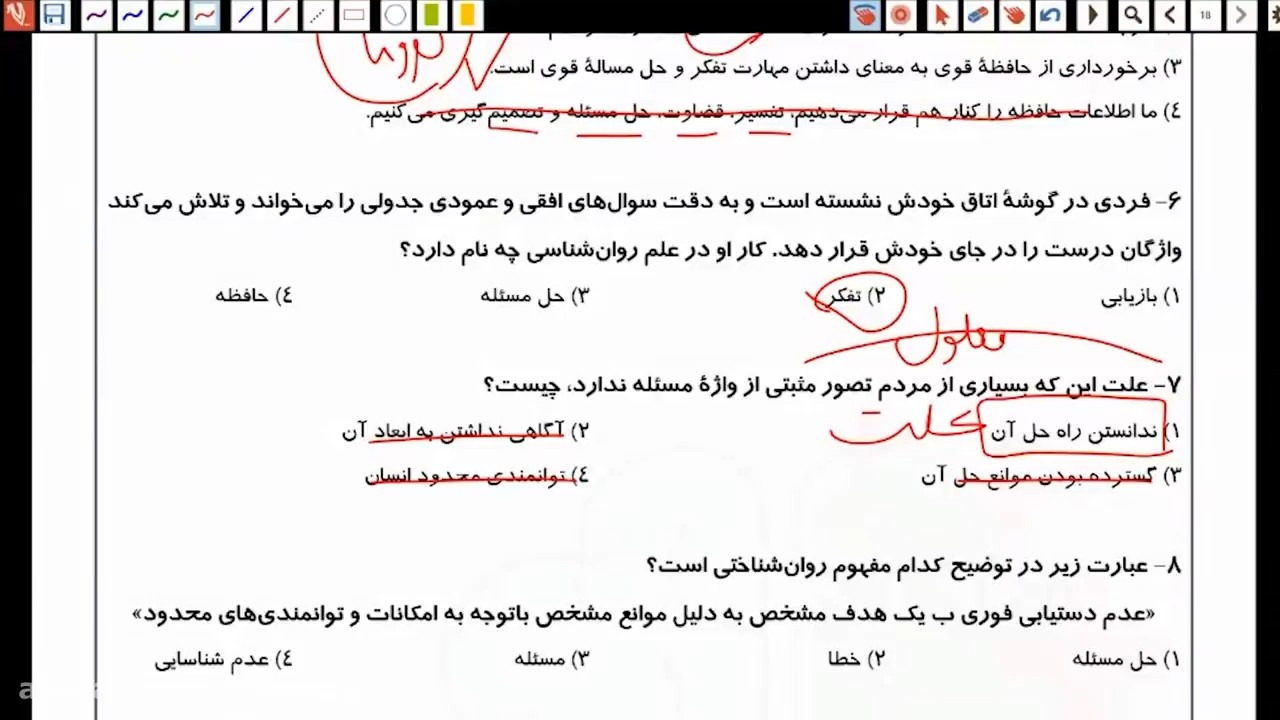 18
۳) برخورداری از حافظهٔ قوی به معنای داشتن مهارت تفکر و حل مسالهٔ قوی است.
٤) ما اطلاعات حافظه را کنار هم قرار می‌دهیم، تفسیر، قضاوت، حل مسئله و تصمیم‌گیری می‌کنیم.
۶- فردی در گوشهٔ اتاق خودش نشسته است و به دقت سوال‌های افقی و عمودی جدولی را می‌خواند و تلاش می‌کند
واژگان درست را در جای خودش قرار دهد. کار او در علم روان‌شناسی چه نام دارد؟
۱) بازیابی ۲) تفکر ۳) حل مسئله ٤) حافظه
معلول
۷- علت این که بسیاری از مردم تصور مثبتی از واژهٔ مسئله ندارد، چیست؟
۱) ندانستن راه حل آن علت ۲) آگاهی نداشتن به ابعاد آن
۳) گسترده بودن موانع حل آن ٤) توانمندی محدود انسان
۸- عبارت زیر در توضیح کدام مفهوم روان‌شناختی است؟
«عدم دستیابی فوری ب یک هدف مشخص به دلیل موانع مشخص باتوجه به امکانات و توانمندی‌های محدود»
۱) حل مسئله ۲) خطا ۳) مسئله ٤) عدم شناسایی